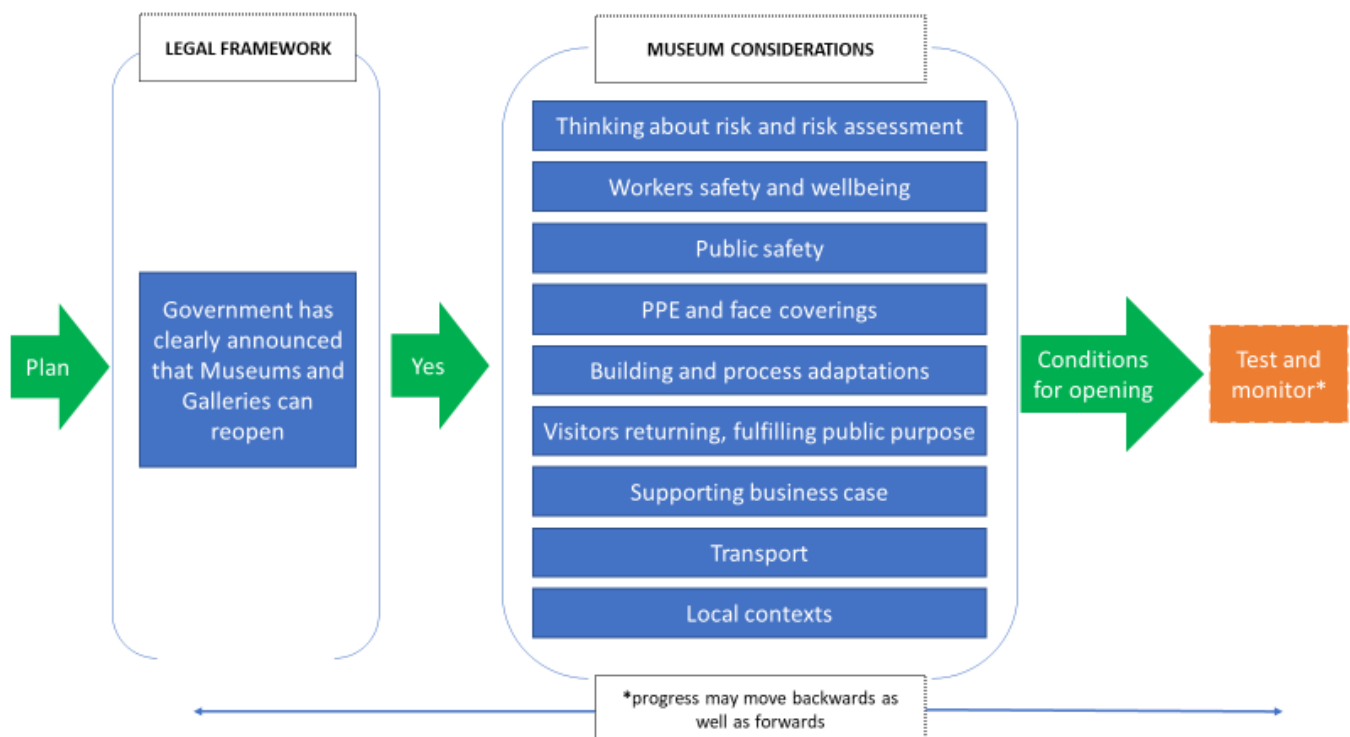 LEGAL FRAMEWORK
MUSEUM CONSIDERATIONS
Plan
Government has
clearly announced
that Museums and
Galleries can
reopen
Yes
Thinking about risk and risk assessment
Workers safety and wellbeing
Public safety
PPE and face coverings
Building and process adaptations
Visitors returning, fulfilling public purpose
Supporting business case
Transport
Local contexts
Conditions
for opening
Test and
monitor*
*progress may move backwards as
well as forwards